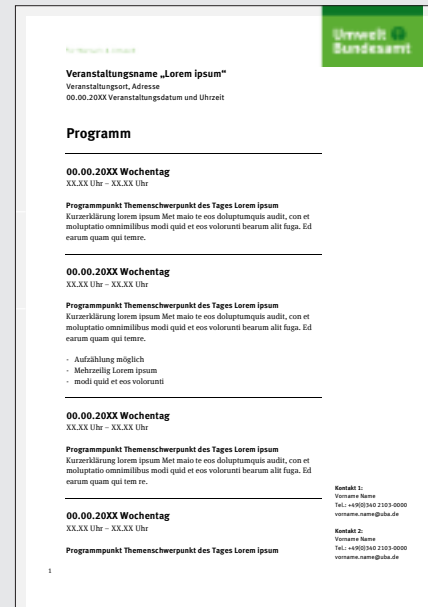 Umwelt
Bundesamt
Veranstaltungsname „Lorem ipsum“
Veranstaltungsort, Adresse
00.00.20XX Veranstaltungsdatum und Uhrzeit
Programm
00.00.20XX Wochentag
XX.XX Uhr – XX.XX Uhr
Programmpunkt Themenschwerpunkt des Tages Lorem ipsum
Kurzerklärung lorem ipsum Met maio te eos doluptumquis audit, con et
moluptatio omnimilibus modi quid et eos volorunti bearum alit fuga. Ed
earum quam qui temre.
00.00.20XX Wochentag
XX.XX Uhr – XX.XX Uhr
Programmpunkt Themenschwerpunkt des Tages Lorem ipsum
Kurzerklärung lorem ipsum Met maio te eos doluptumquis audit, con et
moluptatio omnimilibus modi quid et eos volorunti bearum alit fuga. Ed
earum quam qui temre.
- Aufzählung möglich
- Mehrzeilig Lorem ipsum
- modi quid et eos volorunti
00.00.20XX Wochentag
XX.XX Uhr – XX.XX Uhr
Programmpunkt Themenschwerpunkt des Tages Lorem ipsum
Kurzerklärung lorem ipsum Met maio te eos doluptumquis audit, con et
moluptatio omnimilibus modi quid et eos volorunti bearum alit fuga. Ed
earum quam qui tem re.
00.00.20XX Wochentag
XX.XX Uhr – XX.XX Uhr
Programmpunkt Themenschwerpunkt des Tages Lorem ipsum
Kontakt 1:
Vorname Name
Tel.: +49(0)340 2103-0000
vorname.name@uba.de
Kontakt 2:
Vorname Name
Tel.: +49(0)340 2103-0000
vorname.name@uba.de
1